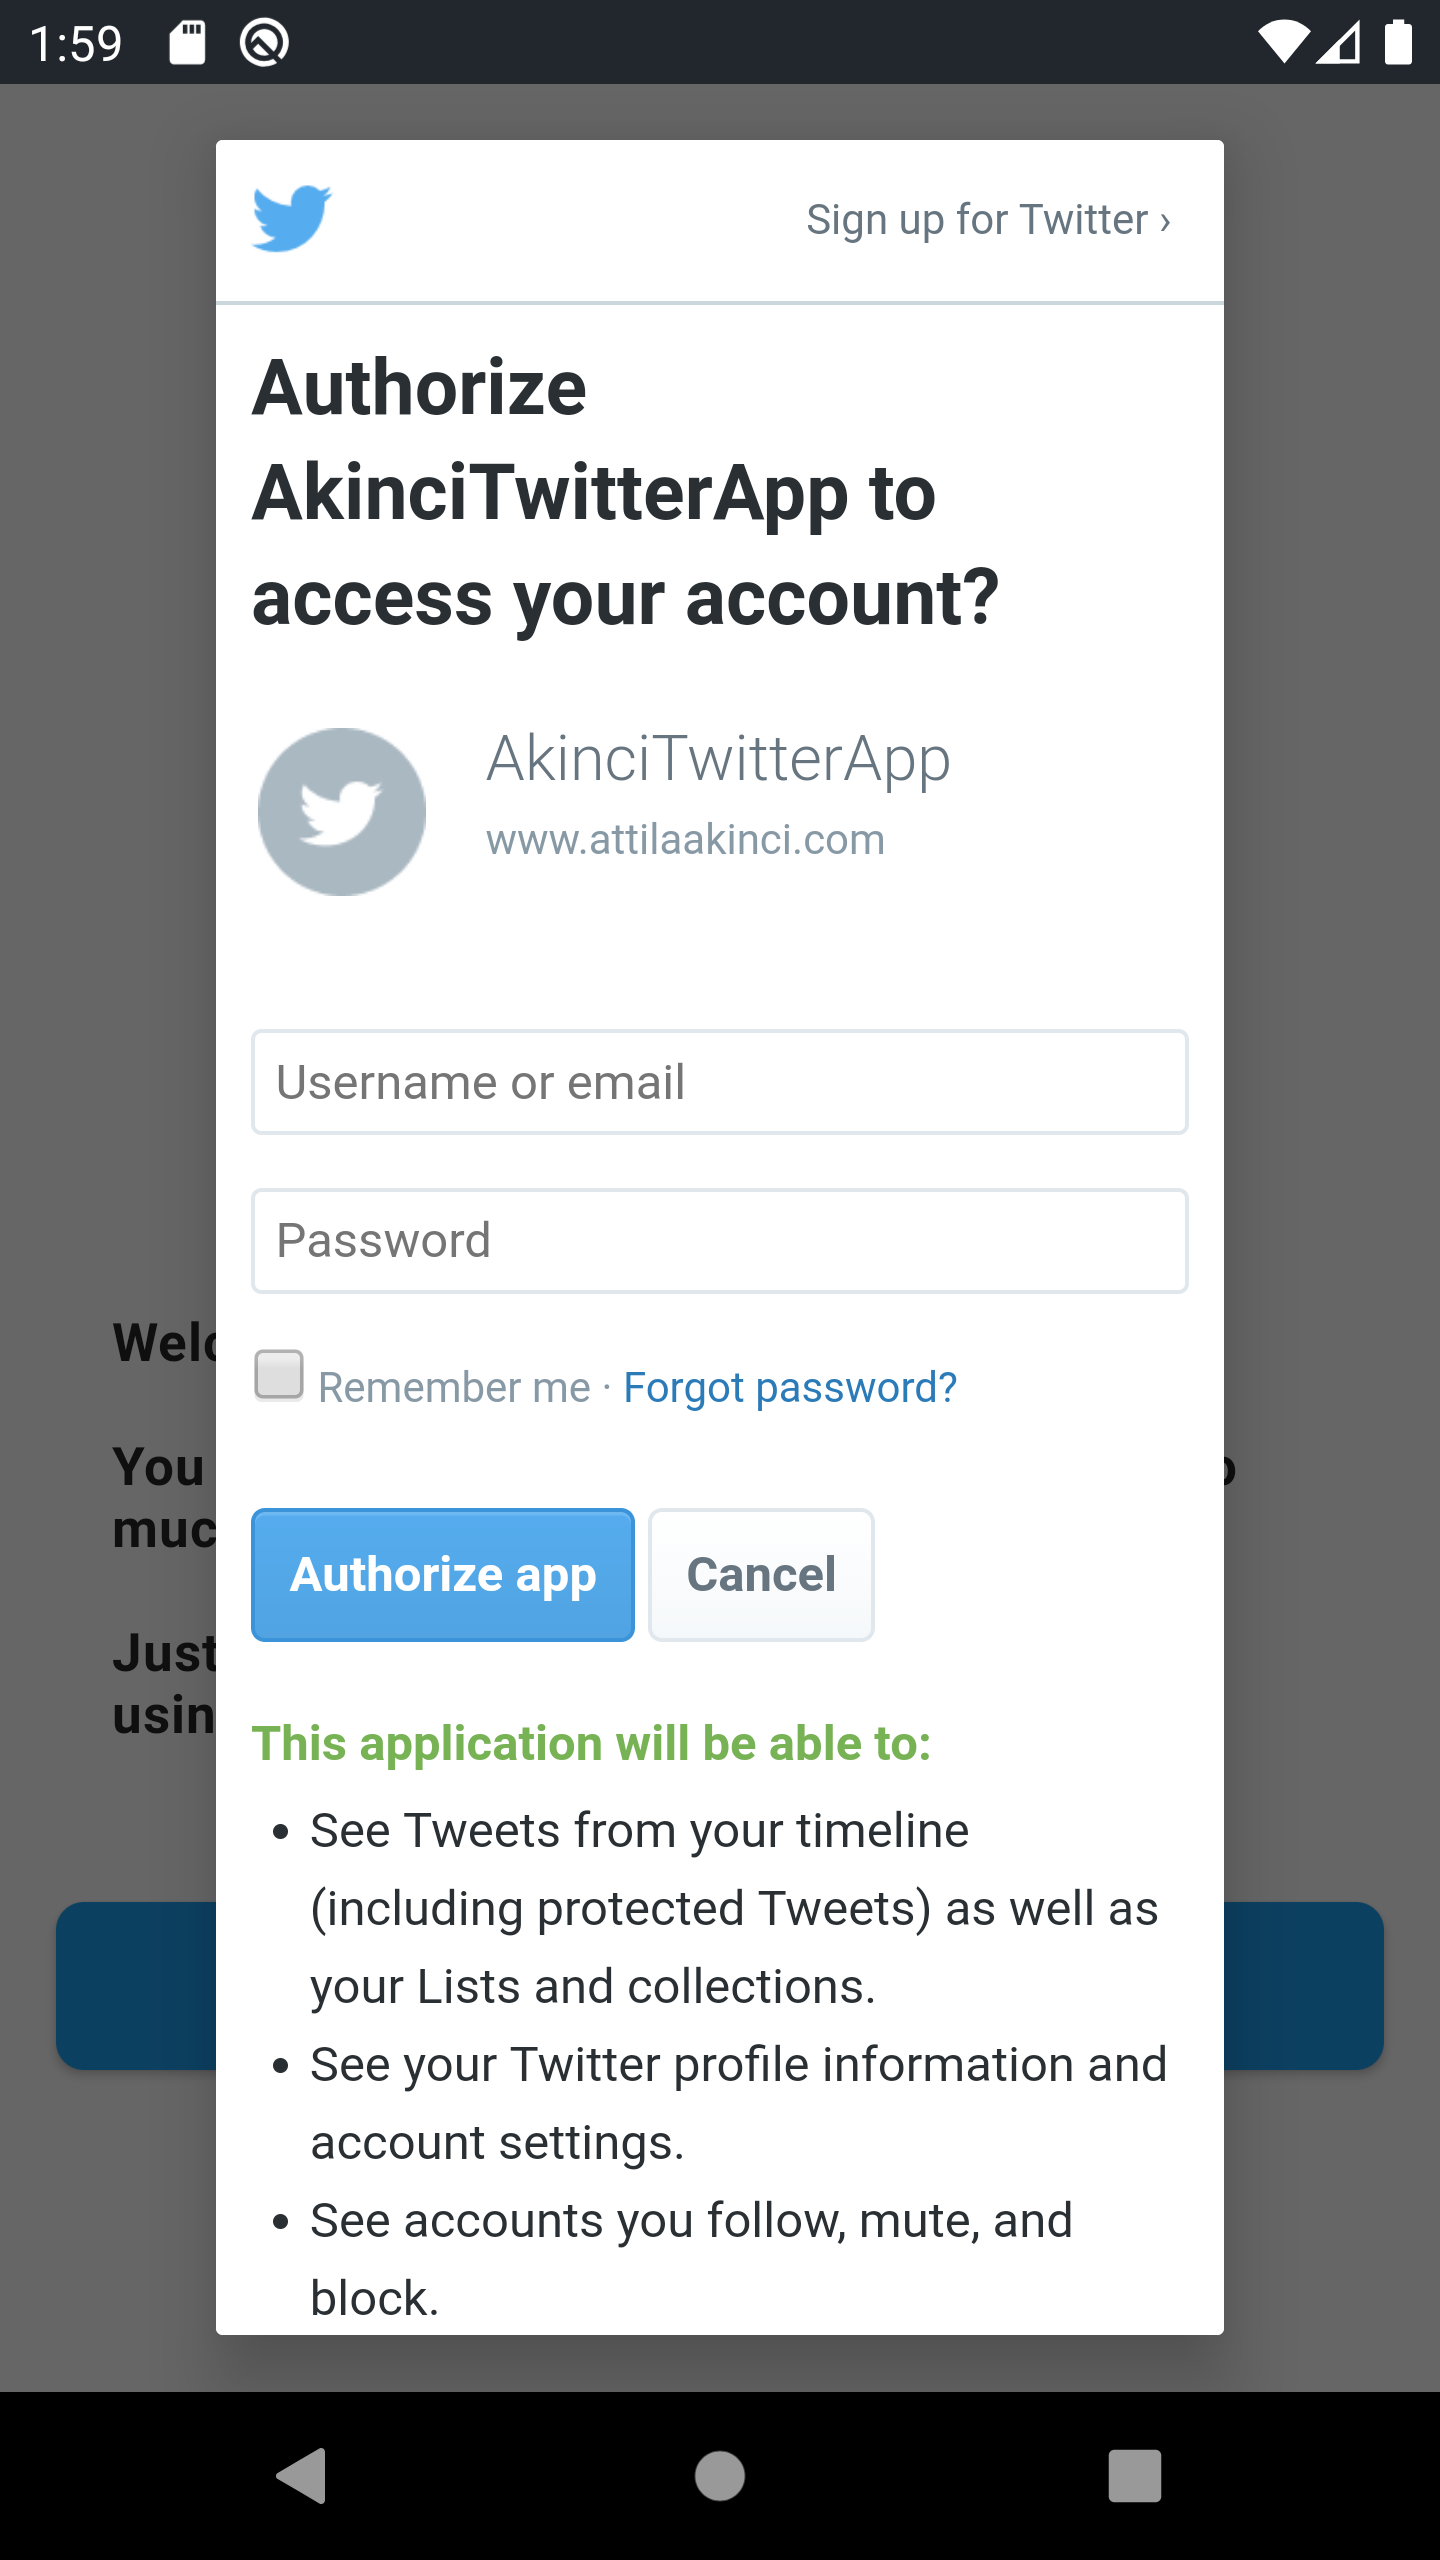 1:59
Sign up for Twitter ›
Authorize
AkinciTwitterApp to
access your account?
AkinciTwitterApp
www.attilaakinci.com
Username or email
Password
Remember me · Forgot password?
You
Authorize app Cancel
Just
This application will be able to:
• See Tweets from your timeline
(including protected Tweets) as well as
your Lists and collections.
• See your Twitter profile information and
account settings.
• See accounts you follow, mute, and
block.